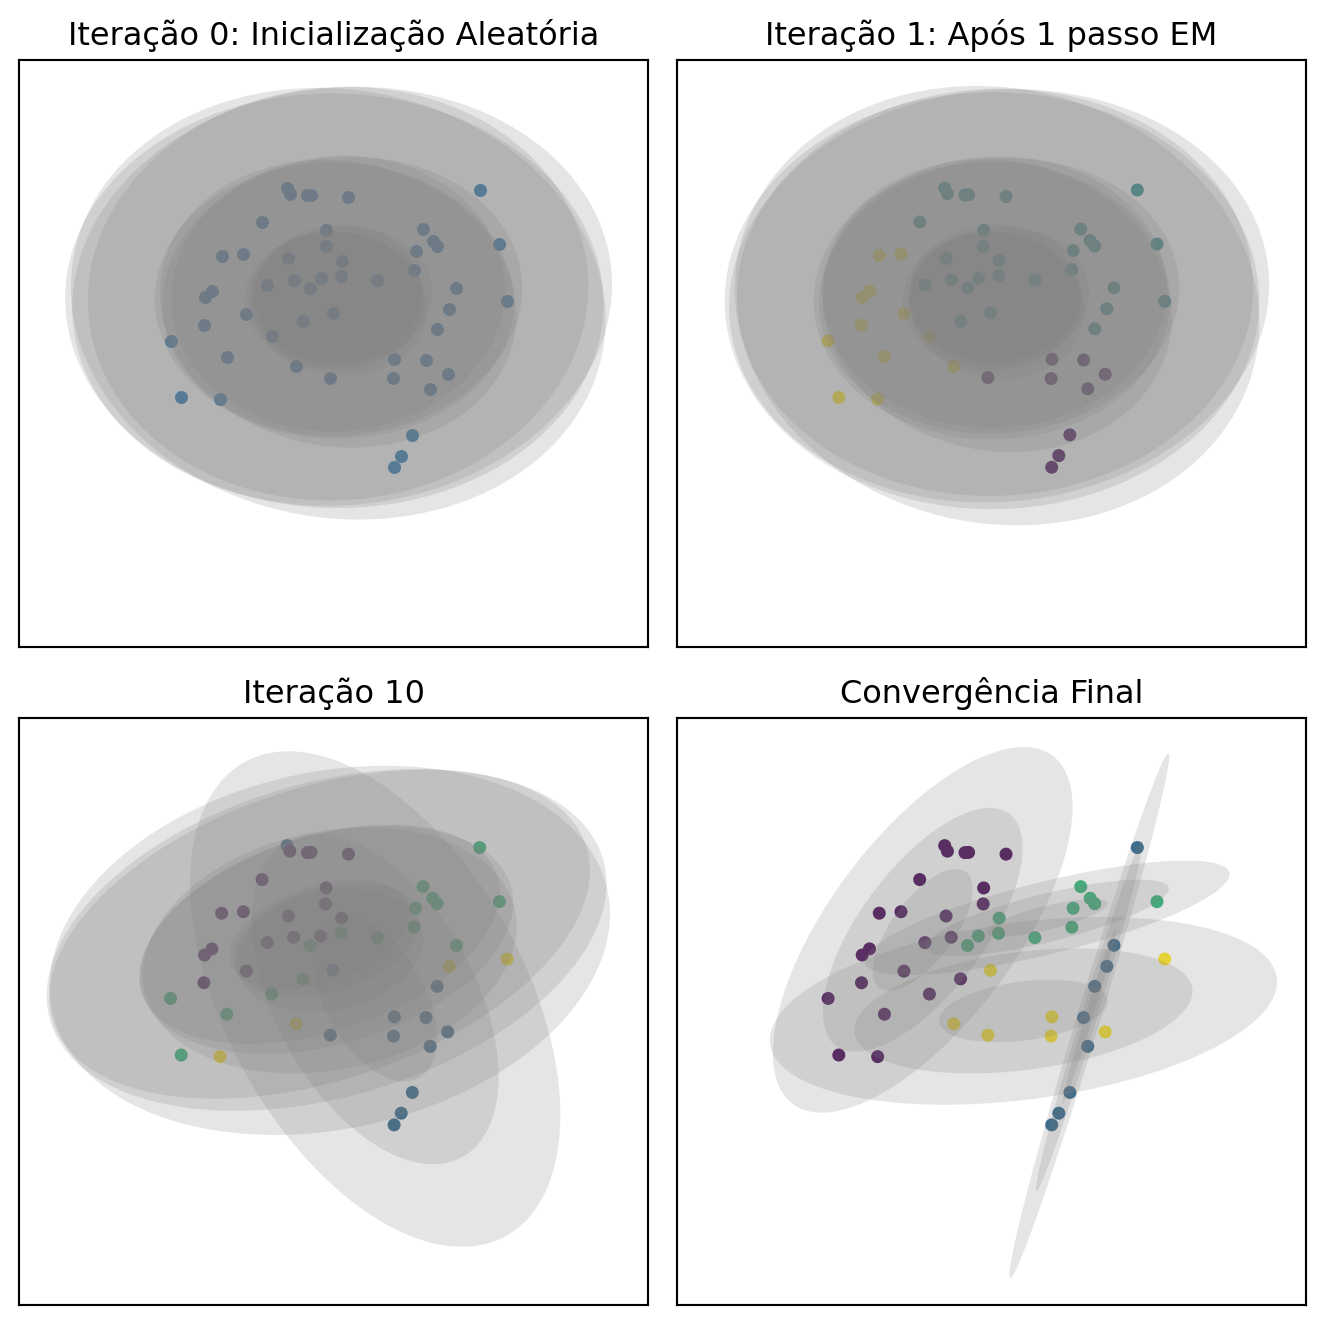 Iteração 0: Inicialização Aleatória
Iteração 1: Após 1 passo EM
Iteração 10
Convergência Final